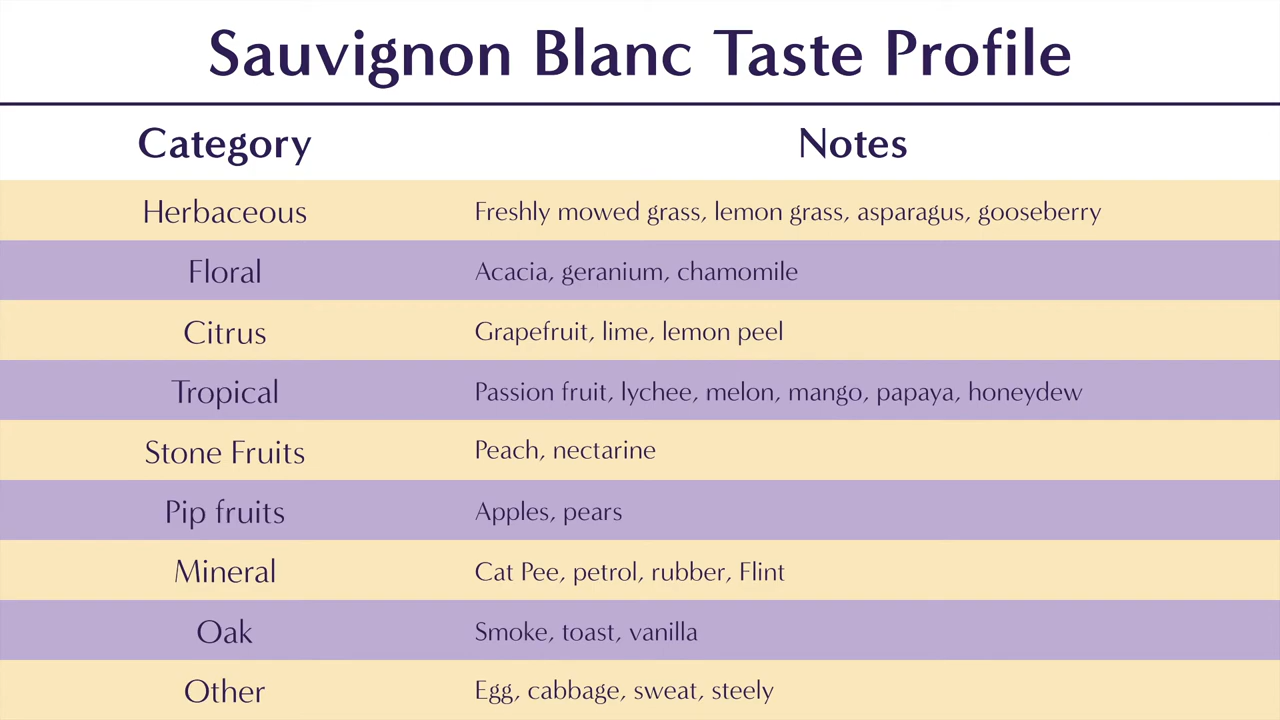 Sauvignon Blanc Taste Profile
Category Notes
Herbaceous Freshly mowed grass, lemon grass, asparagus, gooseberry
Floral Acacia, geranium, chamomile
Citrus Grapefruit, lime, lemon peel
Tropical Passion fruit, lychee, melon, mango, papaya, honeydew
Stone Fruits Peach, nectarine
Pip fruits Apples, pears
Mineral Cat Pee, petrol, rubber, Flint
Oak Smoke, toast, vanilla
Other Egg, cabbage, sweat, steely